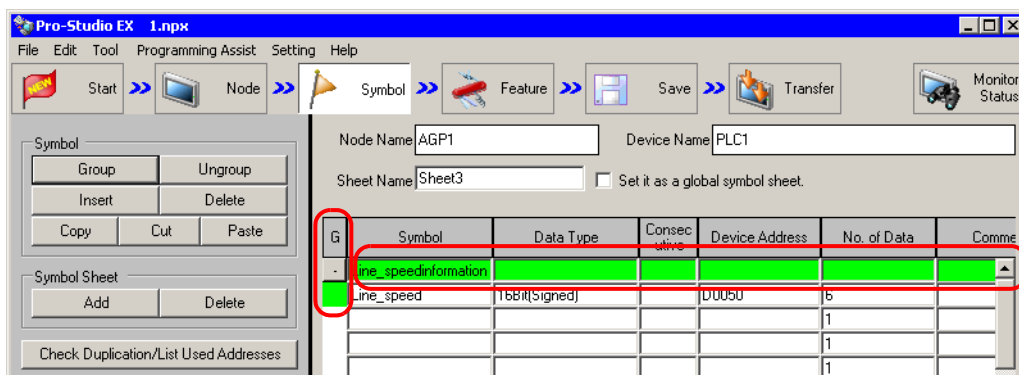 Pro-Studio EX 1.npx
File Edit Tool Programming Assist Setting Help
NEW Start Node Symbol Feature Save Transfer Monitor Status
Symbol
Group Ungroup
Insert Delete
Copy Cut Paste
Symbol Sheet
Add Delete
Check Duplication/List Used Addresses
Node Name AGP1 Device Name PLC1
Sheet Name Sheet3 Set it as a global symbol sheet.
G Symbol Data Type Consecutive Device Address No. of Data Comme
- Line_speedinformation
Line_speed 16Bit(Signed) D0050 6
1
1
1